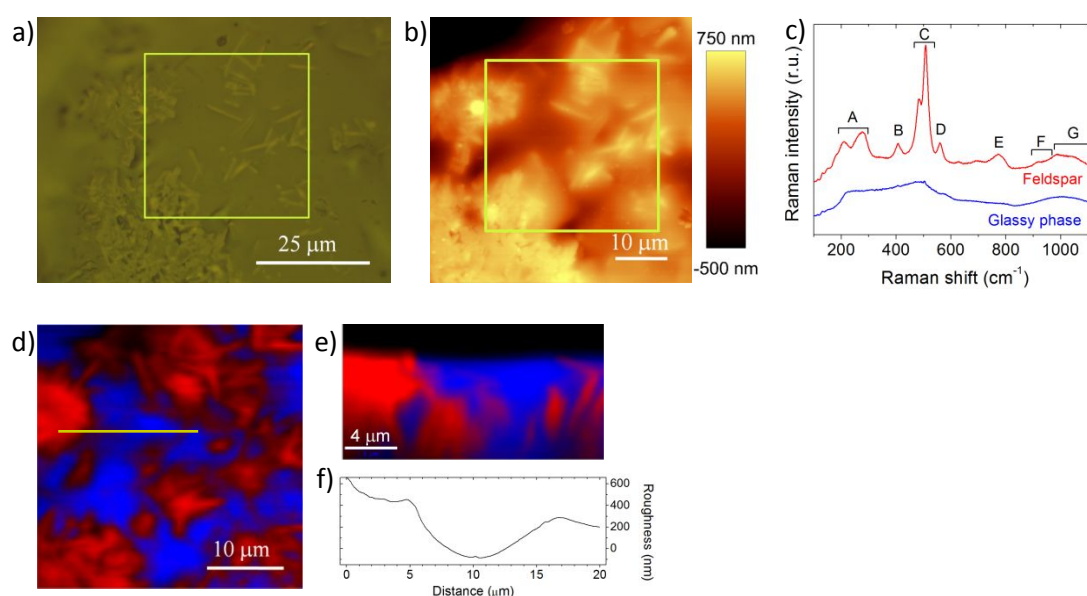 a)
25 μm
b)
10 μm
750 nm
-500 nm
c)
Raman intensity (r.u.)
A
B
C
D
E
F
G
Feldspar
Glassy phase
200 400 600 800 1000
Raman shift (cm⁻¹)
d)
10 μm
e)
4 μm
f)
600
400
200
0
Roughness (nm)
0 5 10 15 20
Distance (μm)